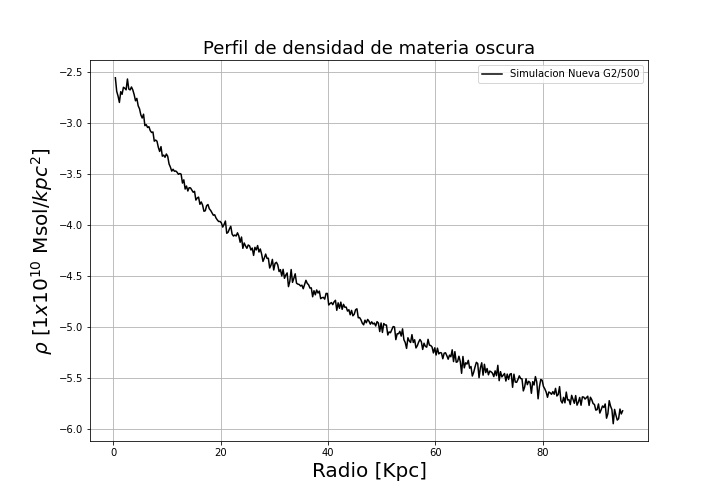 Perfil de densidad de materia oscura
Simulacion Nueva G2/500
ρ [1x10¹⁰ Msol/kpc²]
−2.5
−3.0
−3.5
−4.0
−4.5
−5.0
−5.5
−6.0
0 20 40 60 80
Radio [Kpc]